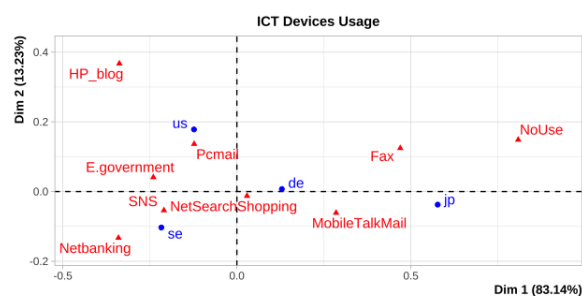 ICT Devices Usage
Dim 2 (13.23%)
0.4
0.2
0.0
-0.2
HP_blog
us
Pcmail
NoUse
Fax
E.government
de
SNS
NetSearchShopping
jp
MobileTalkMail
se
Netbanking
-0.5
0.0
0.5
Dim 1 (83.14%)